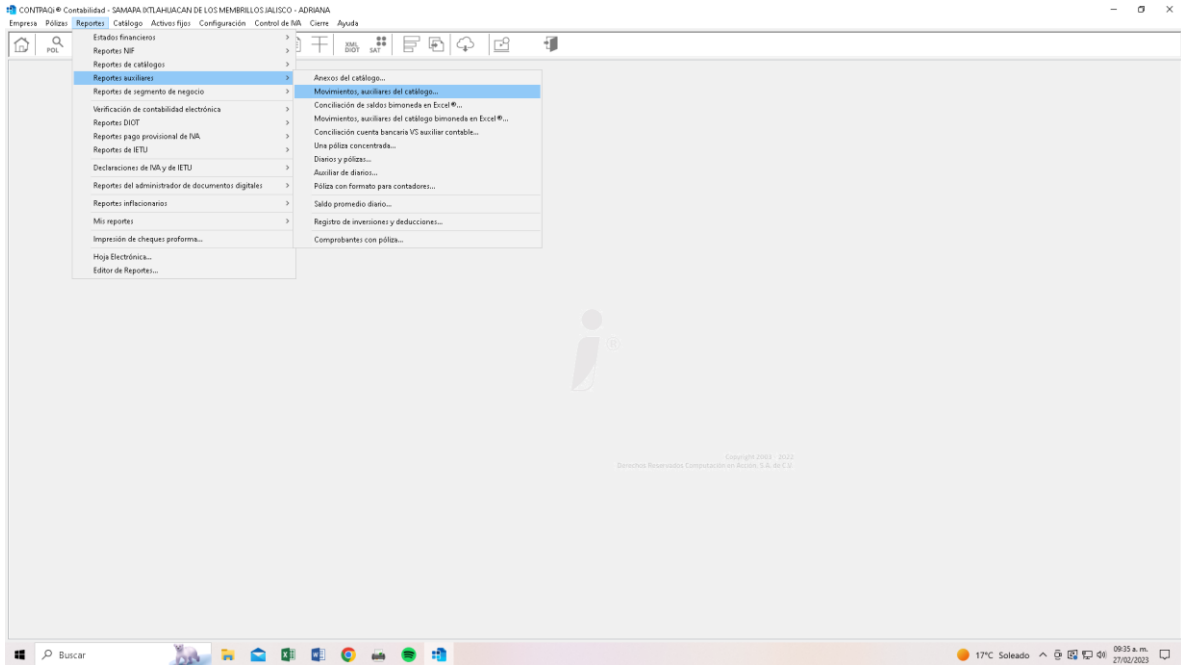 CONTPAQi® Contabilidad - SAMAPA IXTLAHUACAN DE LOS MEMBRILLOS JALISCO - ADRIANA
Empresa Pólizas Reportes Catálogo Activos fijos Configuración Control de IVA Cierre Ayuda
POL XML DIOT SAT
Estados financieros
Reportes NIF
Reportes de catálogos
Reportes auxiliares
Reportes de segmento de negocio
Verificación de contabilidad electrónica
Reportes DIOT
Reportes pago provisional de IVA
Reportes de IETU
Declaraciones de IVA y de IETU
Reportes del administrador de documentos digitales
Reportes inflacionarios
Mis reportes
Impresión de cheques proforma...
Hoja Electrónica...
Editor de Reportes...
Anexos del catálogo...
Movimientos, auxiliares del catálogo...
Conciliación de saldos bimoneda en Excel®...
Movimientos, auxiliares del catálogo bimoneda en Excel®...
Conciliación cuenta bancaria VS auxiliar contable...
Una póliza concentrada...
Diarios y pólizas...
Auxiliar de diarios...
Póliza con formato para contadores...
Saldo promedio diario...
Registro de inversiones y deducciones...
Comprobantes con póliza...
®
Copyright 2003 - 2022
Derechos Reservados Computación en Acción, S.A. de C.V.
Buscar
17°C Soleado
09:35 a. m.
27/02/2023